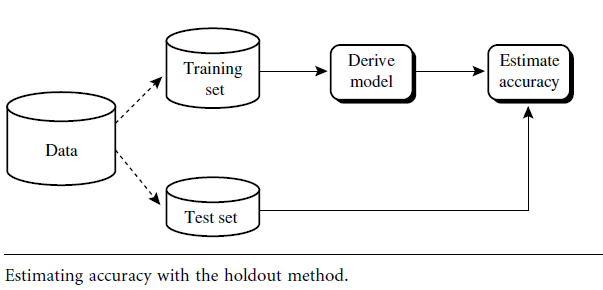 Training
set
Derive
model
Estimate
accuracy
Data
Test set
Estimating accuracy with the holdout method.